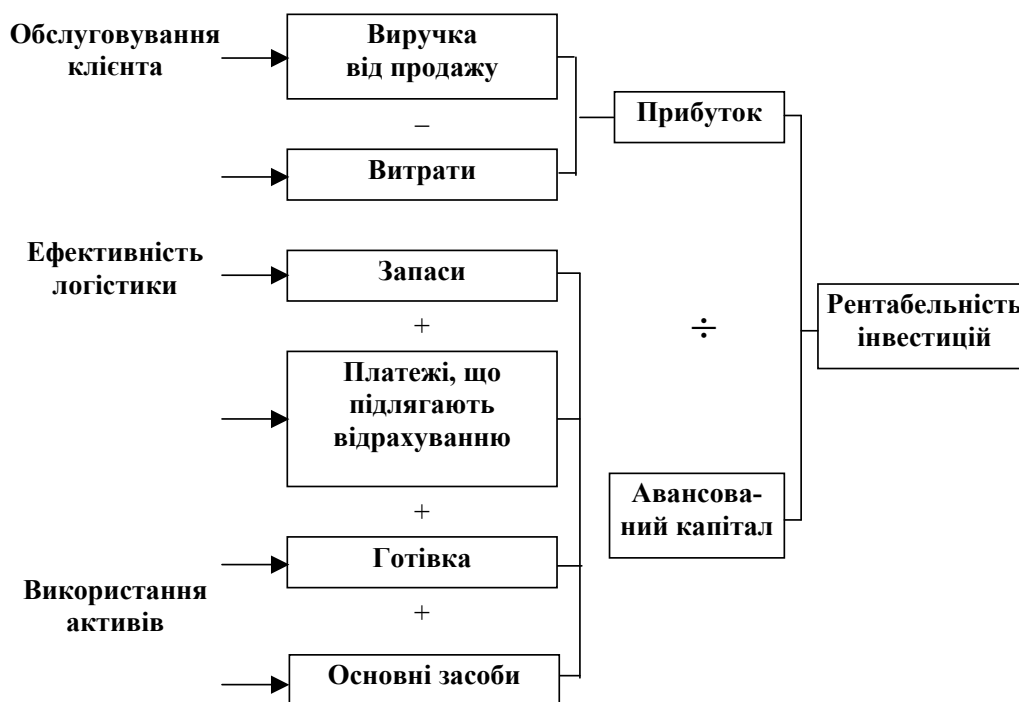 Обслуговування
клієнта
Виручка
від продажу
–
Витрати
Прибуток
Ефективність
логістики
Запаси
+
Платежі, що
підлягають
відрахуванню
+
Готівка
+
Основні засоби
Використання
активів
÷
Авансова-
ний капітал
Рентабельність
інвестицій